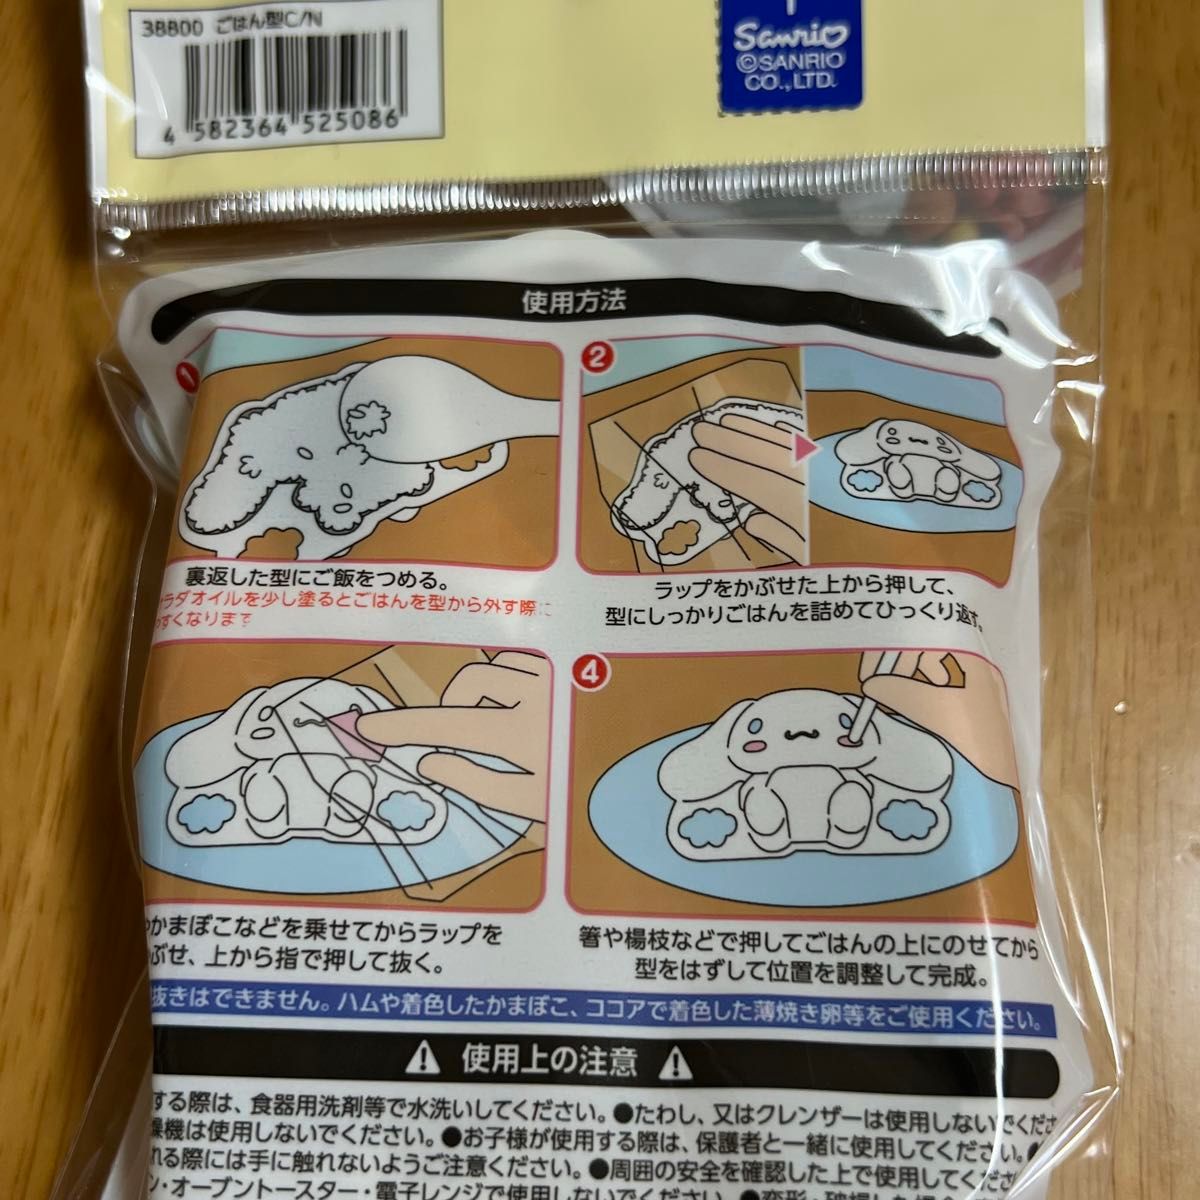 38800 ごはん型C/N
4 582364 525086
Sanrio
©SANRIO
CO.,LTD.
使用方法
1
裏返した型にご飯をつめる。
ラダオイルを少し塗るとごはんを型から外す際に
すくなります
2
ラップをかぶせた上から押して、
型にしっかりごはんを詰めてひっくり返す。
かまぼこなどを乗せてからラップを
ぶせ、上から指で押して抜く。
4
箸や楊枝などで押してごはんの上にのせてから
型をはずして位置を調整して完成。
抜きはできません。ハムや着色したかまぼこ、ココアで着色した薄焼き卵等をご使用ください。
使用上の注意
する際は、食器用洗剤等で水洗いしてください。●たわし、又はクレンザーは使用しないでくだ
燥機は使用しないでください。●お子様が使用する際は、保護者と一緒に使用してください。●
れる際には手に触れないようご注意ください。●周囲の安全を確認した上で使用してくださ
ン・オーブントースター・電子レンジで使用しないでください。●変形・破損した場合